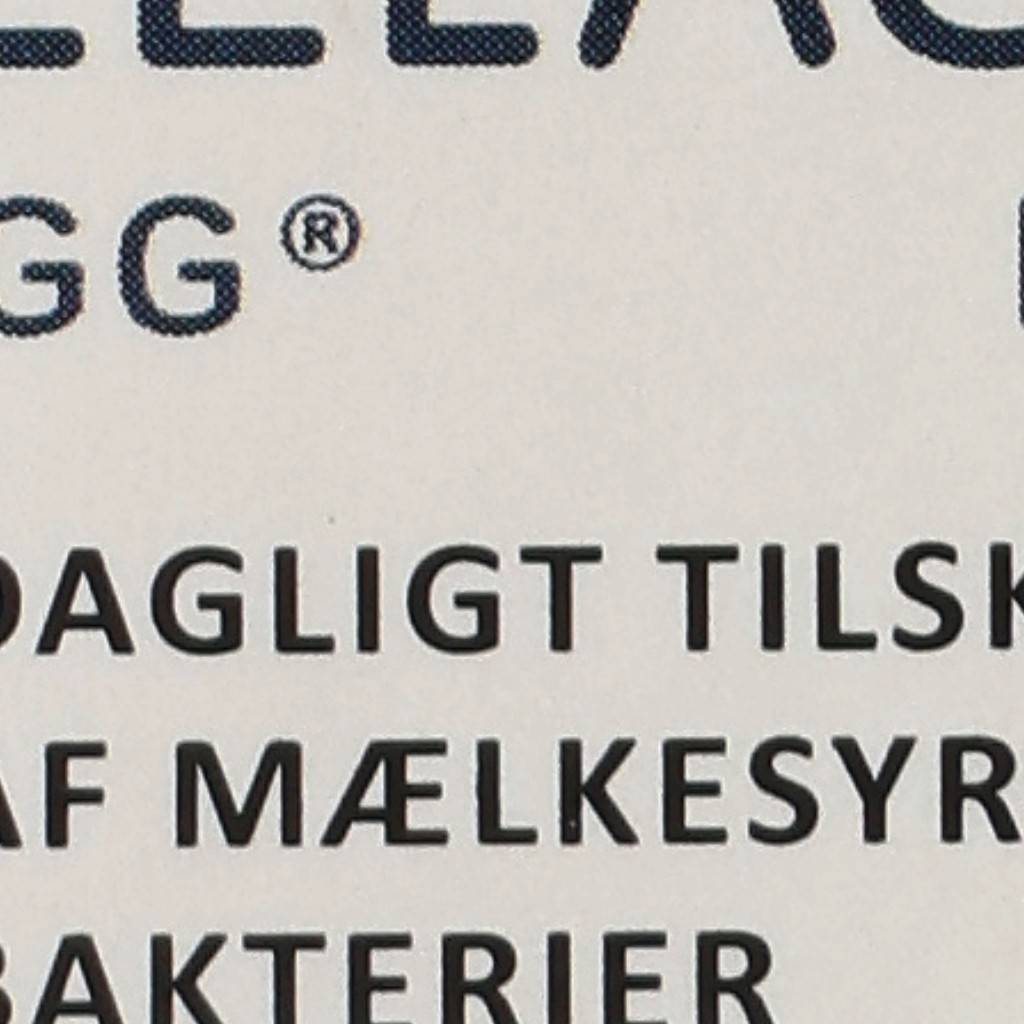 GG®
DAGLIGT TILSK
AF MÆLKESYR
BAKTERIER